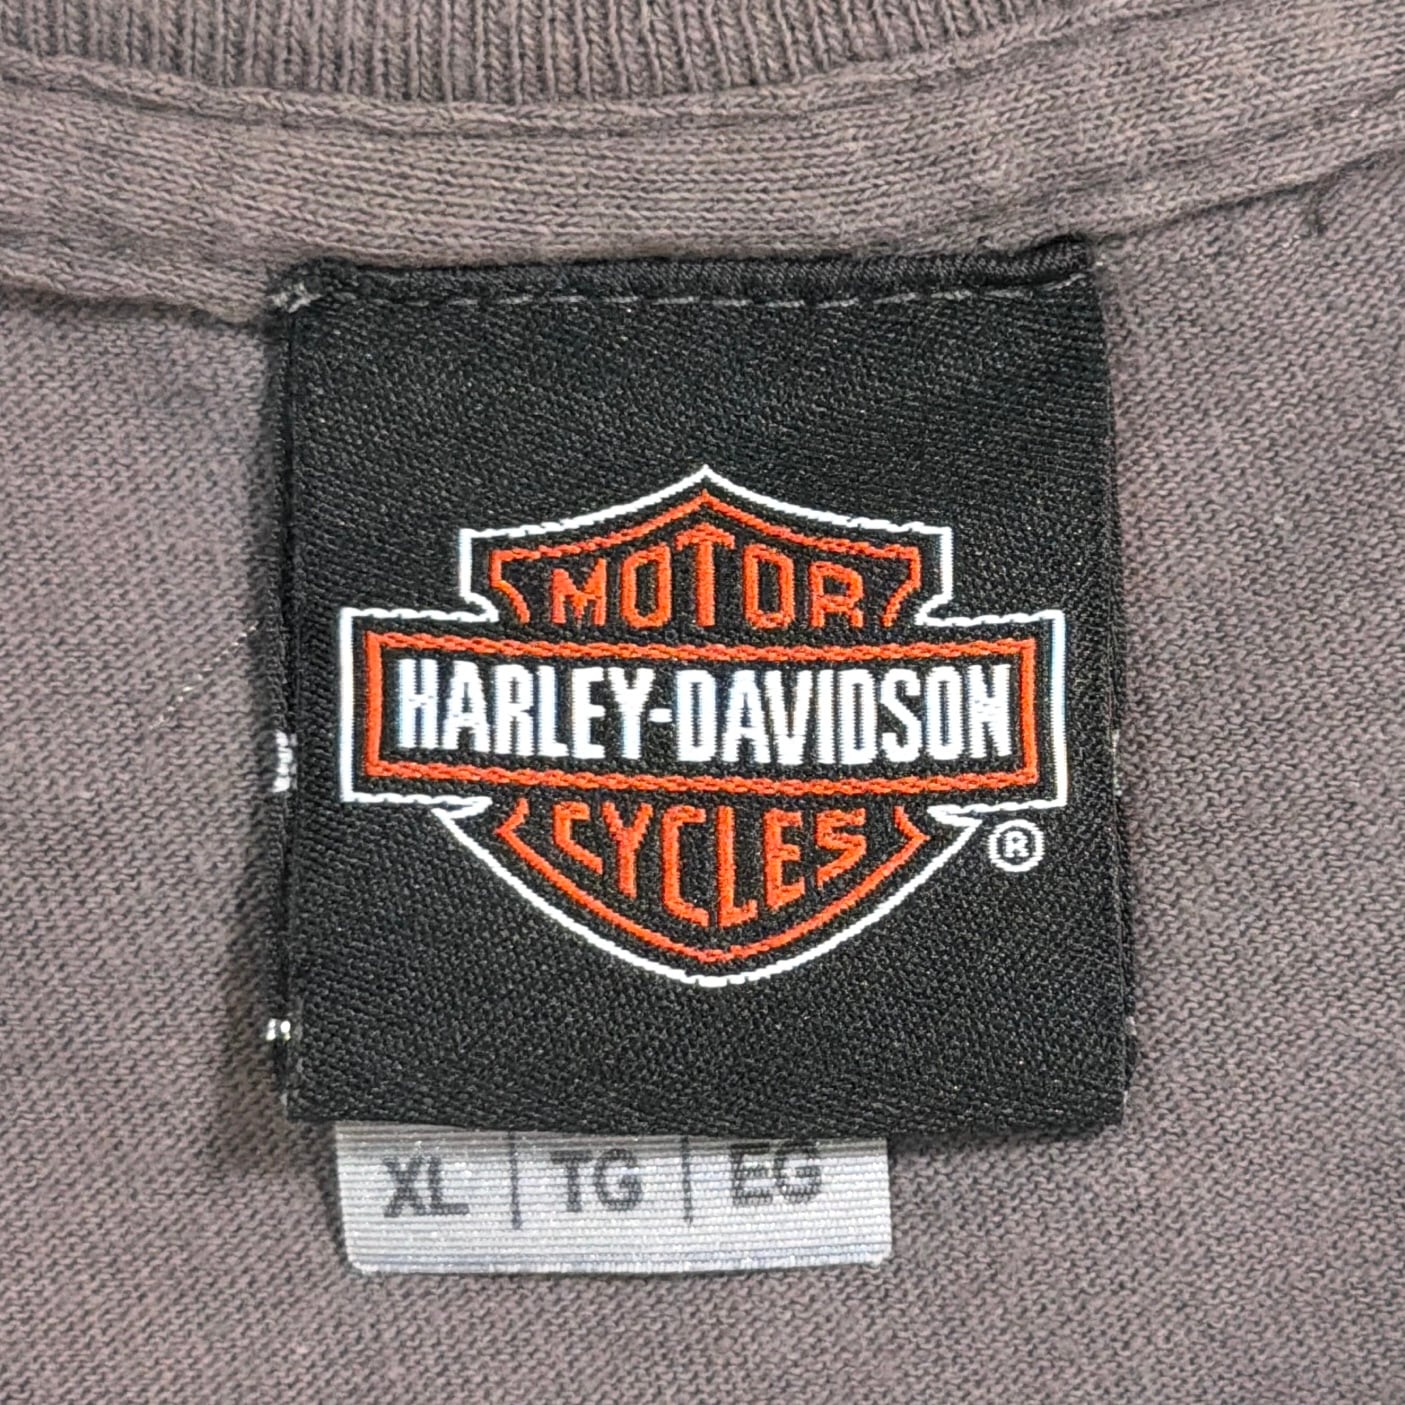 MOTOR
HARLEY-DAVIDSON
CYCLES
®
XL | TG | EG